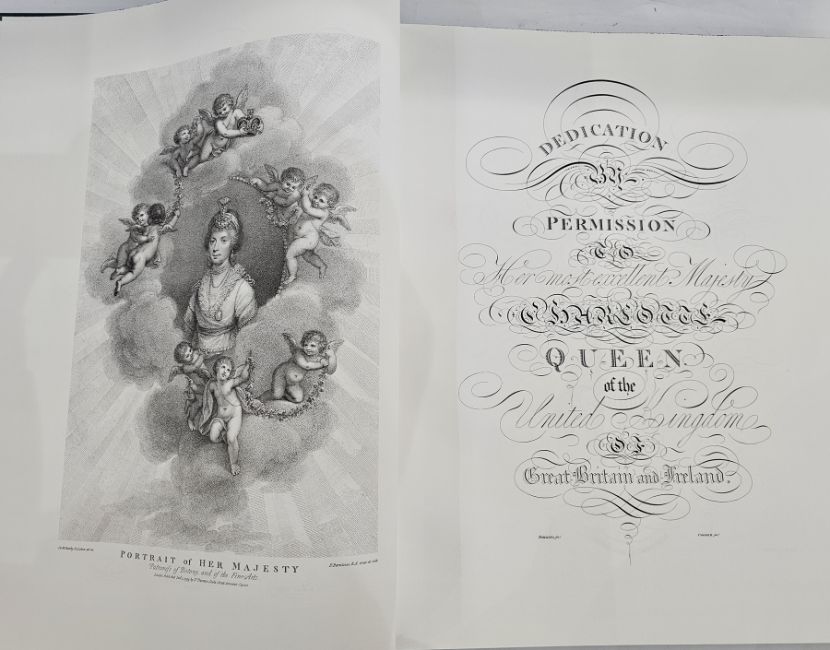 PORTRAIT of HER MAJESTY
Patroness of Botany, and of the Fine Arts.
DEDICATION
BY
PERMISSION
TO
Her most excellent Majesty
CHARLOTTE
QUEEN
of the
United Kingdom
OF
Great Britain and Ireland.